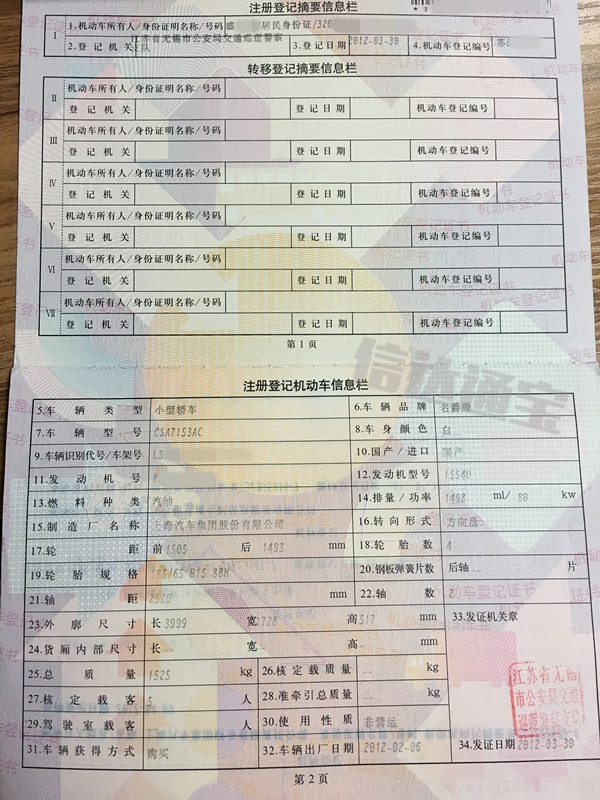 注册登记摘要信息栏
I 1.机动车所有人/身份证明名称/号码 盛 /居民身份证/320
2.登记机关 江苏省无锡市公安局交通巡逻警察支队 3.登记日期 2012-03-30 4.机动车登记编号 苏B
转移登记摘要信息栏
II 机动车所有人/身份证明名称/号码
登记机关 登记日期 机动车登记编号
III 机动车所有人/身份证明名称/号码
登记机关 登记日期 机动车登记编号
IV 机动车所有人/身份证明名称/号码
登记机关 登记日期 机动车登记编号
V 机动车所有人/身份证明名称/号码
登记机关 登记日期 机动车登记编号
VI 机动车所有人/身份证明名称/号码
登记机关 登记日期 机动车登记编号
VII 机动车所有人/身份证明名称/号码
登记机关 登记日期 机动车登记编号
第1页
注册登记机动车信息栏
5.车辆类型 小型轿车 6.车辆品牌 名爵牌
7.车辆型号 CSA7153AC 8.车身颜色 白
9.车辆识别代号/车架号 LS 10.国产/进口 国产
11.发动机号 12.发动机型号
13.燃料种类 汽油 14.排量/功率 1498 ml/80 kw
15.制造厂名称 上海汽车集团股份有限公司 16.转向形式 方向盘
17.轮距 前1505 后1493 mm 18.轮胎数 4
19.轮胎规格 185/65 R15 88H 20.钢板弹簧片数 后轴-- 片
21.轴距 2520 mm 22.轴数 2
23.外廓尺寸 长3999 宽1728 高1517 mm 33.发证机关章
24.货厢内部尺寸 长-- 宽-- 高-- mm
25.总质量 1525 kg 26.核定载质量 -- kg
27.核定载客 5 人 28.准牵引总质量 -- kg
29.驾驶室载客 -- 人 30.使用性质 非营运
31.车辆获得方式 购买 32.车辆出厂日期 2012-02-06 34.发证日期 2012-03-30
江苏省无锡
市公安局交通
巡逻警察支队
第2页
信诚通宝